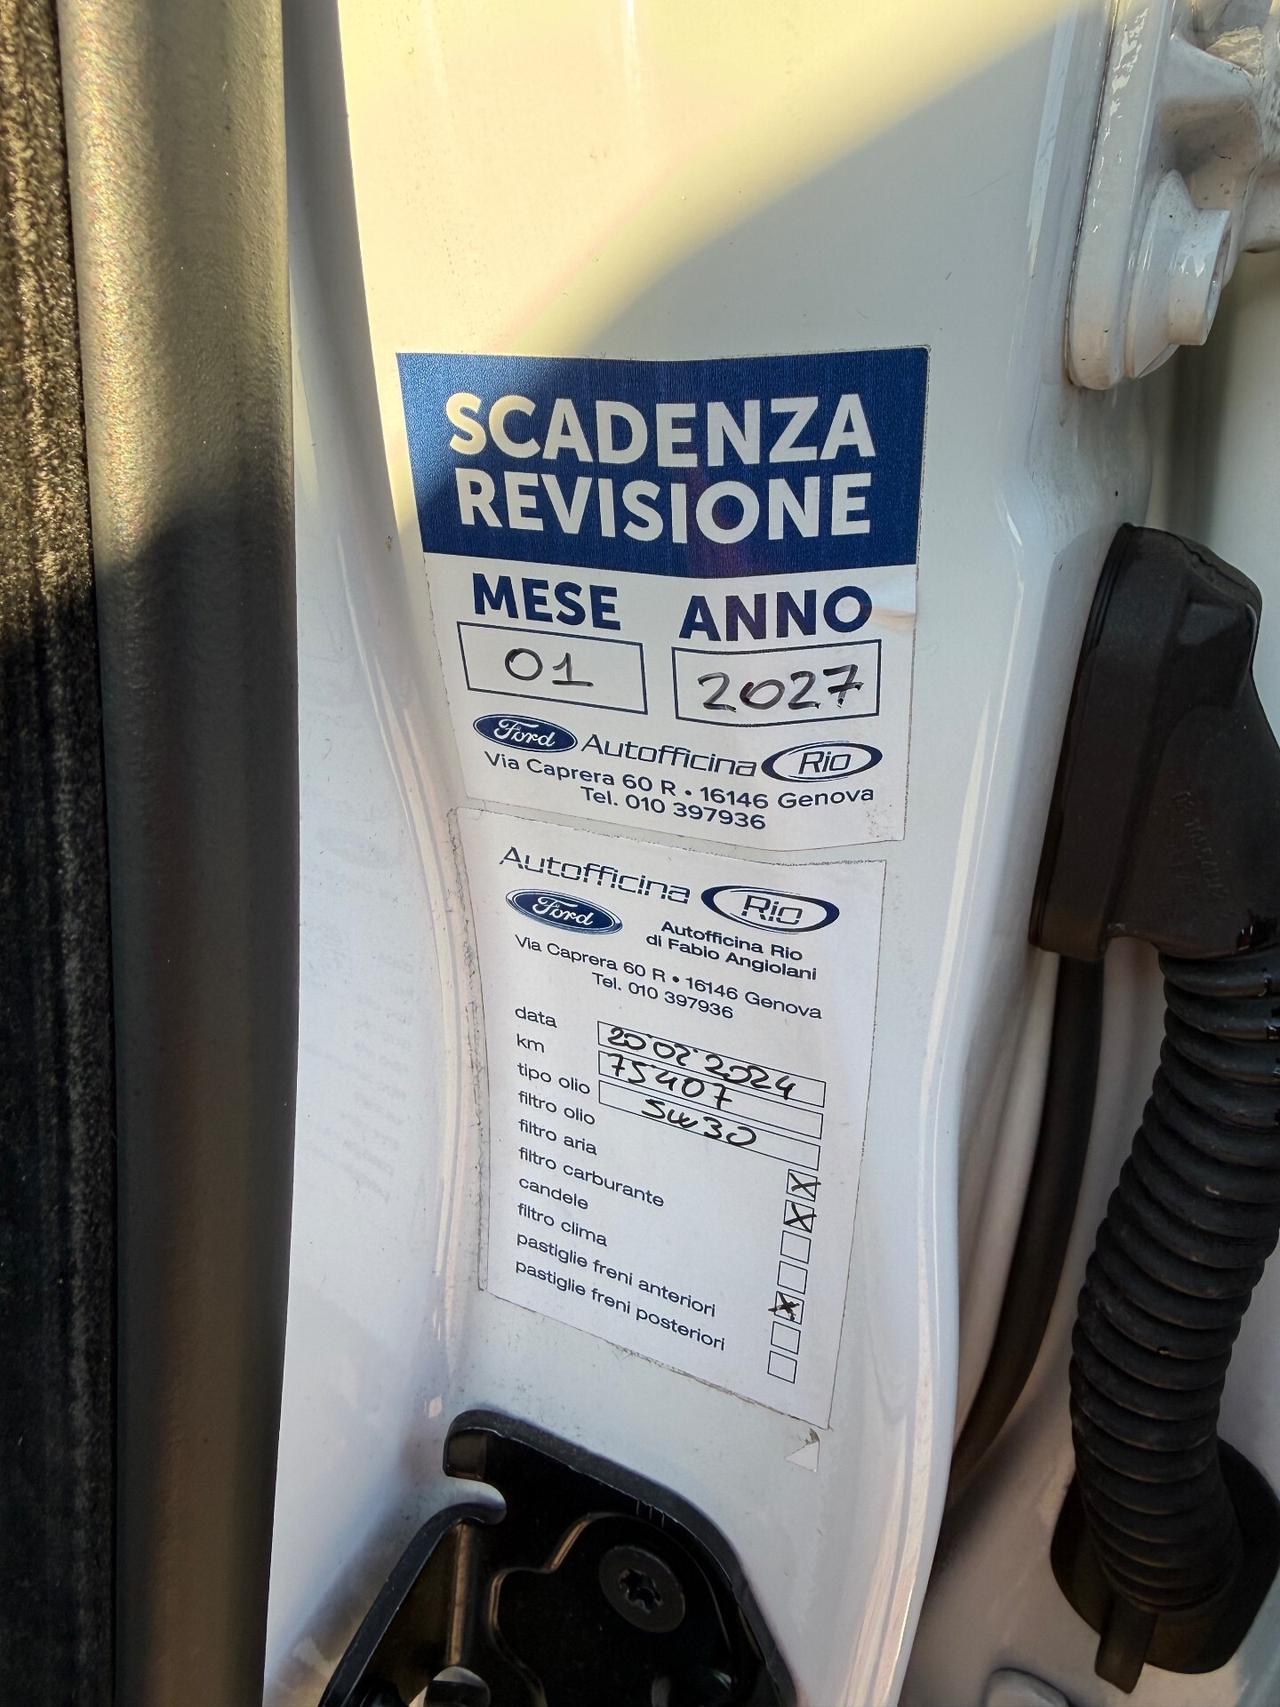 SCADENZA
REVISIONE
MESE ANNO
01 2027
Ford Autofficina Rio
Via Caprera 60 R • 16146 Genova
Tel. 010 397936
Autofficina Rio
Ford
Autofficina Rio
di Fabio Angiolani
Via Caprera 60 R • 16146 Genova
Tel. 010 397936
data 20 02 2024
km 75407
tipo olio 5w30
filtro olio X
filtro aria X
filtro carburante
candele
filtro clima X
pastiglie freni anteriori
pastiglie freni posteriori